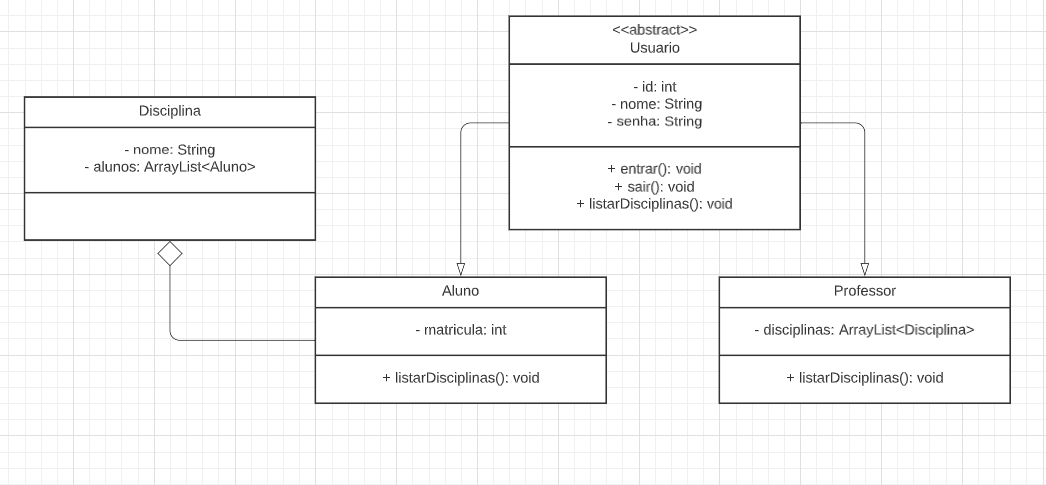 <<abstract>>
Usuario
- id: int
- nome: String
- senha: String
+ entrar(): void
+ sair(): void
+ listarDisciplinas(): void
Disciplina
- nome: String
- alunos: ArrayList<Aluno>
Aluno
- matricula: int
+ listarDisciplinas(): void
Professor
- disciplinas: ArrayList<Disciplina>
+ listarDisciplinas(): void